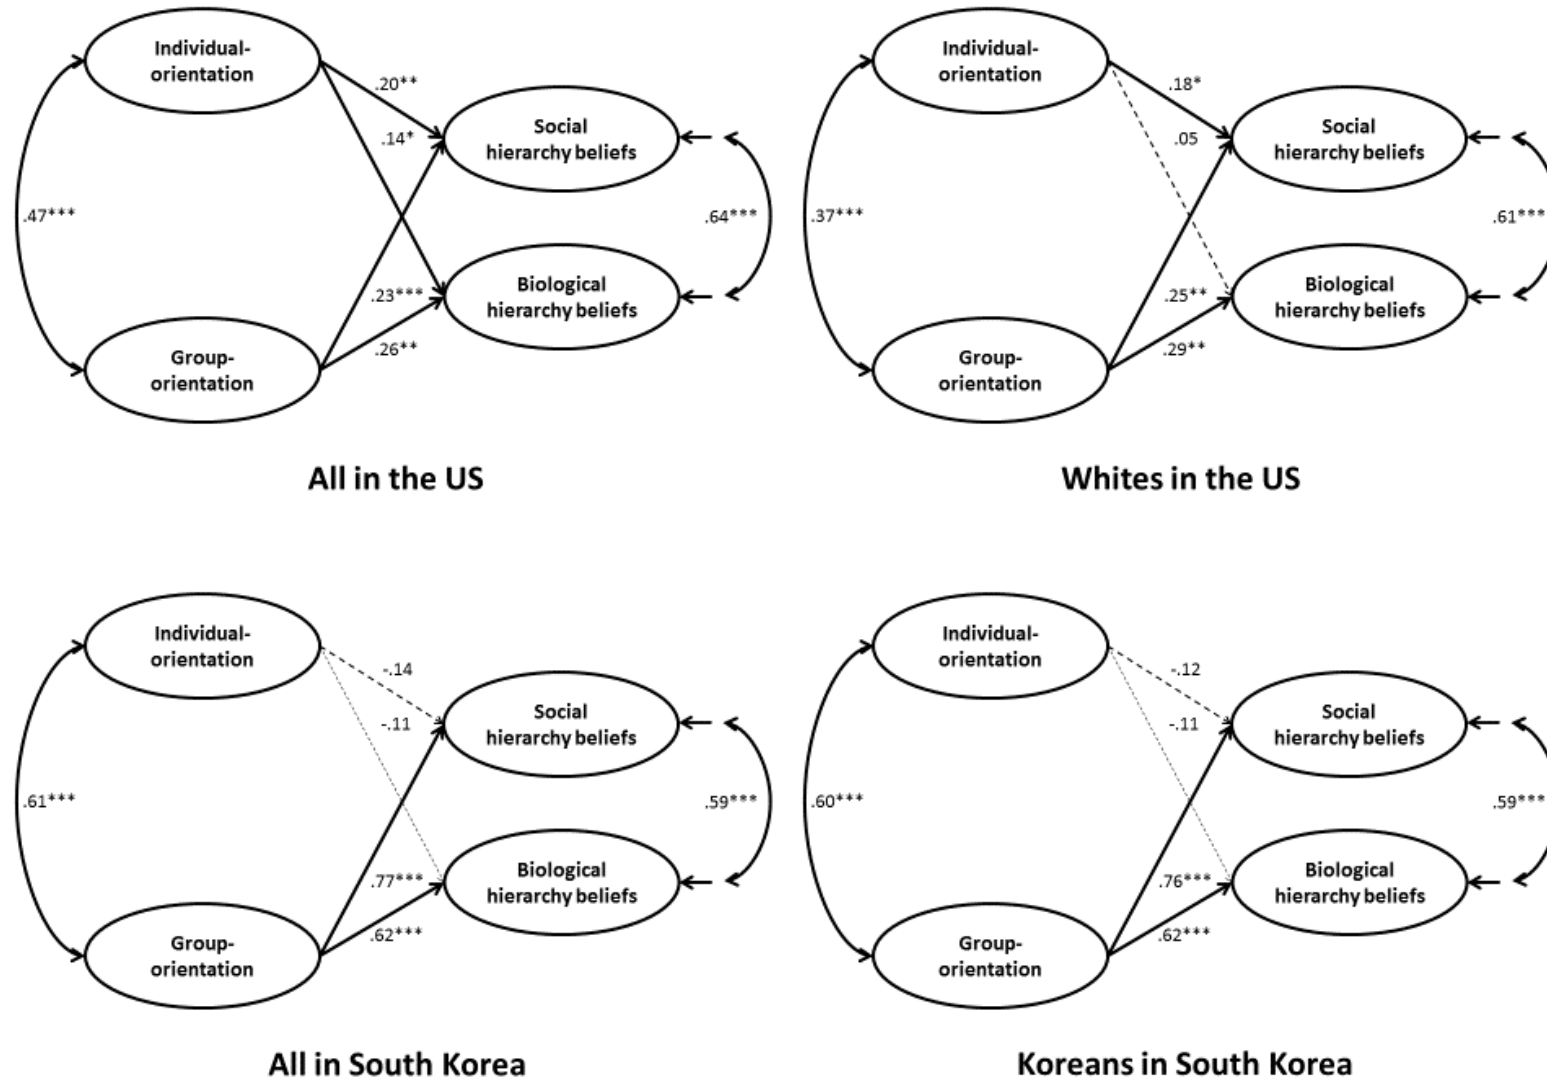 Individual-
orientation
.20**
.14*
Social
hierarchy beliefs
.47***
.64***
Biological
hierarchy beliefs
.23***
.26**
Group-
orientation
All in the US
Individual-
orientation
.18*
.05
Social
hierarchy beliefs
.37***
.61***
Biological
hierarchy beliefs
.25**
.29**
Group-
orientation
Whites in the US
Individual-
orientation
-.14
-.11
Social
hierarchy beliefs
.61***
.59***
Biological
hierarchy beliefs
.77***
.62***
Group-
orientation
All in South Korea
Individual-
orientation
-.12
-.11
Social
hierarchy beliefs
.60***
.59***
Biological
hierarchy beliefs
.76***
.62***
Group-
orientation
Koreans in South Korea